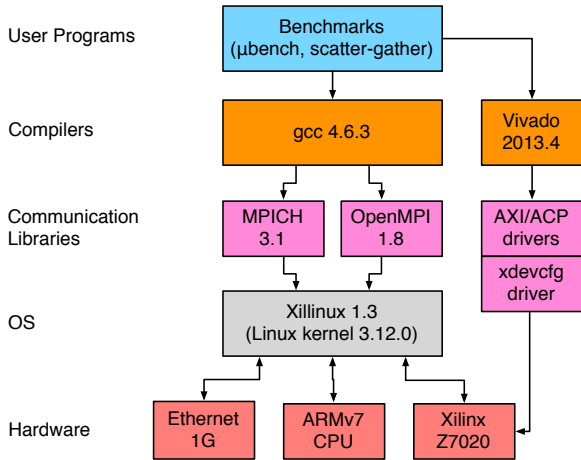 User Programs
Benchmarks
(µbench, scatter-gather)
Compilers
gcc 4.6.3
Vivado
2013.4
Communication
Libraries
MPICH
3.1
OpenMPI
1.8
AXI/ACP
drivers
xdevcfg
driver
OS
Xillinux 1.3
(Linux kernel 3.12.0)
Hardware
Ethernet
1G
ARMv7
CPU
Xilinx
Z7020